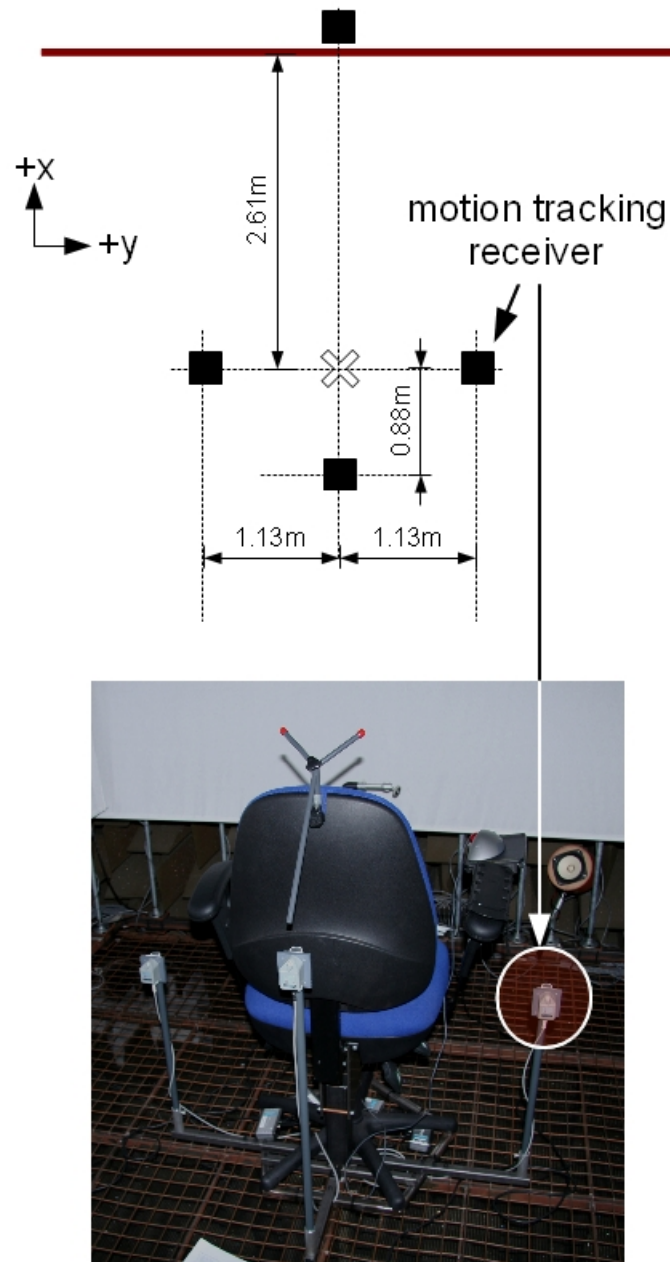 +x
+y
2.61m
motion tracking
receiver
0.88m
1.13m
1.13m